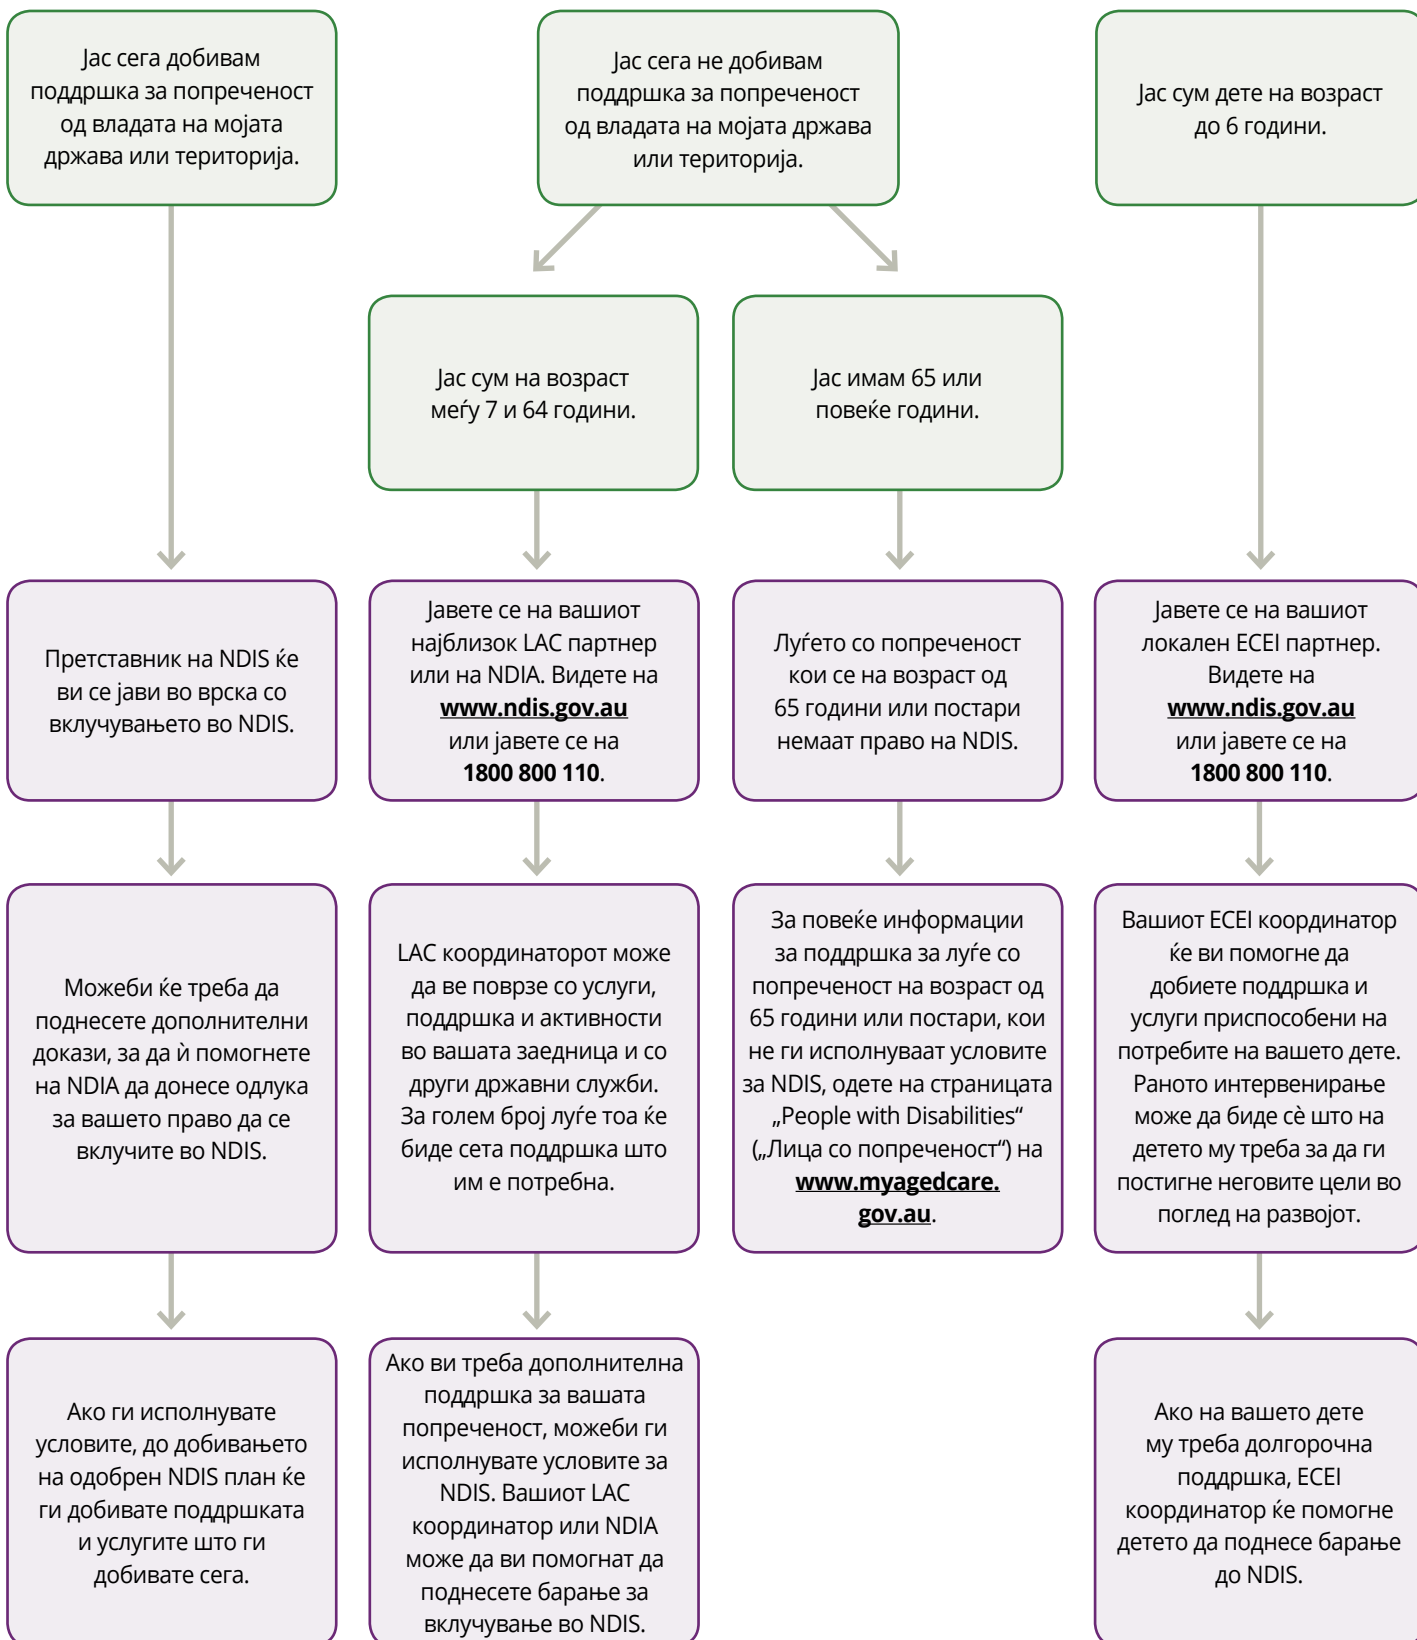 Јас сега добивам
поддршка за попреченост
од владата на мојата
држава или територија.
Јас сега не добивам
поддршка за попреченост
од владата на мојата држава
или територија.
Јас сум дете на возраст
до 6 години.
Јас сум на возраст
меѓу 7 и 64 години.
Јас имам 65 или
повеќе години.
Претставник на NDIS ќе
ви се јави во врска со
вклучувањето во NDIS.
Јавете се на вашиот
најблизок LAC партнер
или на NDIA. Видете на
www.ndis.gov.au
или јавете се на
1800 800 110.
Луѓето со попреченост
кои се на возраст од
65 години или постари
немаат право на NDIS.
Јавете се на вашиот
локален ECEI партнер.
Видете на
www.ndis.gov.au
или јавете се на
1800 800 110.
Можеби ќе треба да
поднесете дополнителни
докази, за да ѝ помогнете
на NDIA да донесе одлука
за вашето право да се
вклучите во NDIS.
LAC координаторот може
да ве поврзе со услуги,
поддршка и активности
во вашата заедница и со
други државни служби.
За голем број луѓе тоа ќе
биде сета поддршка што
им е потребна.
За повеќе информации
за поддршка за луѓе со
попреченост на возраст од
65 години или постари, кои
не ги исполнуваат условите
за NDIS, одете на страницата
„People with Disabilities“
(„Лица со попреченост“) на
www.myagedcare.
gov.au.
Вашиот ECEI координатор
ќе ви помогне да
добиете поддршка и
услуги приспособени на
потребите на вашето дете.
Раното интервенирање
може да биде сѐ што на
детето му треба за да ги
постигне неговите цели во
поглед на развојот.
Ако ги исполнувате
условите, до добивањето
на одобрен NDIS план ќе
ги добивате поддршката
и услугите што ги
добивате сега.
Ако ви треба дополнителна
поддршка за вашата
попреченост, можеби ги
исполнувате условите за
NDIS. Вашиот LAC
координатор или NDIA
може да ви помогнат да
поднесете барање за
вклучување во NDIS.
Ако на вашето дете
му треба долгорочна
поддршка, ECEI
координатор ќе помогне
детето да поднесе барање
до NDIS.